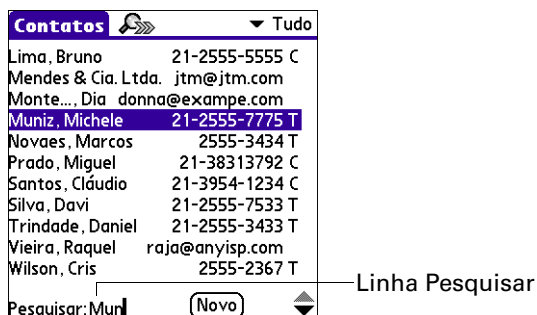 Contatos ▼ Tudo
Lima, Bruno 21-2555-5555 C
Mendes & Cia. Ltda. jtm@jtm.com
Monte..., Dia donna@exampe.com
Muniz, Michele 21-2555-7775 T
Novaes, Marcos 2555-3434 T
Prado, Miguel 21-38313792 C
Santos, Cláudio 21-3954-1234 C
Silva, Davi 21-2555-7533 T
Trindade, Daniel 21-2555-3433 T
Vieira, Raquel raja@anyisp.com
Wilson, Cris 2555-2367 T
Linha Pesquisar
Pesquisar: Mun Novo